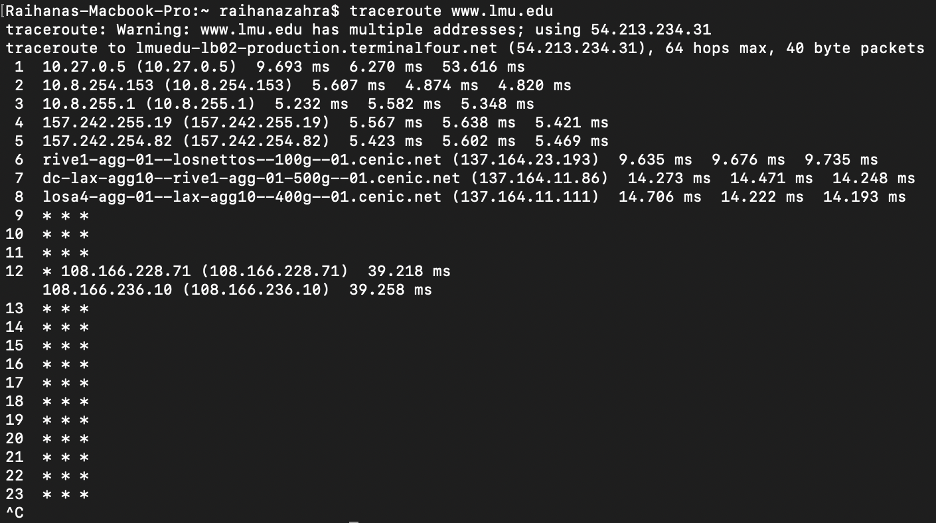 [Raihanas-Macbook-Pro:~ raihanazahra$ traceroute www.lmu.edu
traceroute: Warning: www.lmu.edu has multiple addresses; using 54.213.234.31
traceroute to lmuedu-lb02-production.terminalfour.net (54.213.234.31), 64 hops max, 40 byte packets
 1  10.27.0.5 (10.27.0.5)  9.693 ms  6.270 ms  53.616 ms
 2  10.8.254.153 (10.8.254.153)  5.607 ms  4.874 ms  4.820 ms
 3  10.8.255.1 (10.8.255.1)  5.232 ms  5.582 ms  5.348 ms
 4  157.242.255.19 (157.242.255.19)  5.567 ms  5.638 ms  5.421 ms
 5  157.242.254.82 (157.242.254.82)  5.423 ms  5.602 ms  5.469 ms
 6  rive1-agg-01--losnettos--100g--01.cenic.net (137.164.23.193)  9.635 ms  9.676 ms  9.735 ms
 7  dc-lax-agg10--rive1-agg-01-500g--01.cenic.net (137.164.11.86)  14.273 ms  14.471 ms  14.248 ms
 8  losa4-agg-01--lax-agg10--400g--01.cenic.net (137.164.11.111)  14.706 ms  14.222 ms  14.193 ms
 9  * * *
10  * * *
11  * * *
12  * 108.166.228.71 (108.166.228.71)  39.218 ms
    108.166.236.10 (108.166.236.10)  39.258 ms
13  * * *
14  * * *
15  * * *
16  * * *
17  * * *
18  * * *
19  * * *
20  * * *
21  * * *
22  * * *
23  * * *
^C